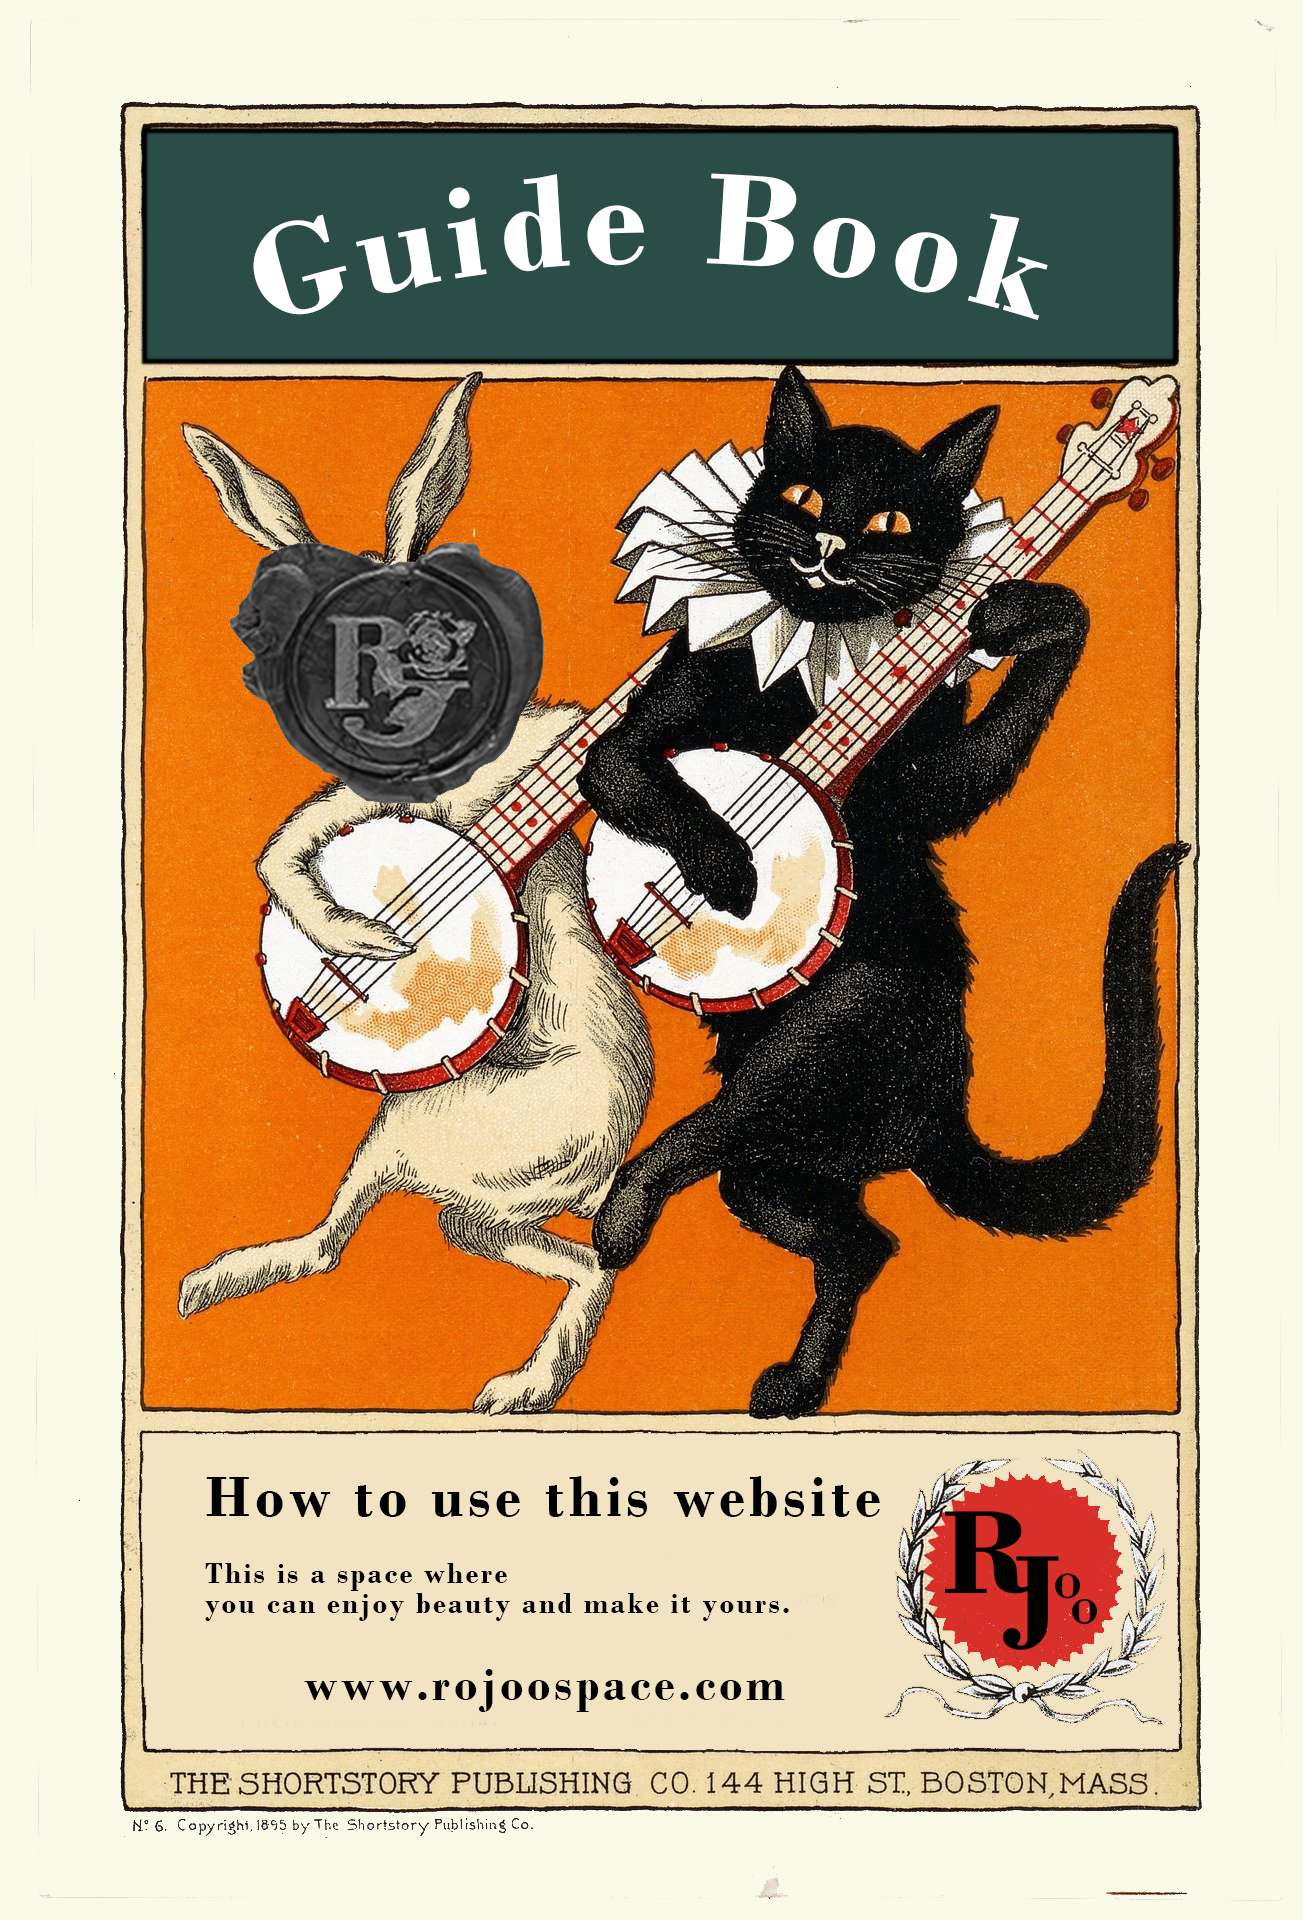 Guide Book
RJ
How to use this website
This is a space where
you can enjoy beauty and make it yours.
RJoo
www.rojoospace.com
THE SHORTSTORY PUBLISHING CO. 144 HIGH ST., BOSTON, MASS.
Nº 6. Copyright, 1895 by The Shortstory Publishing Co.